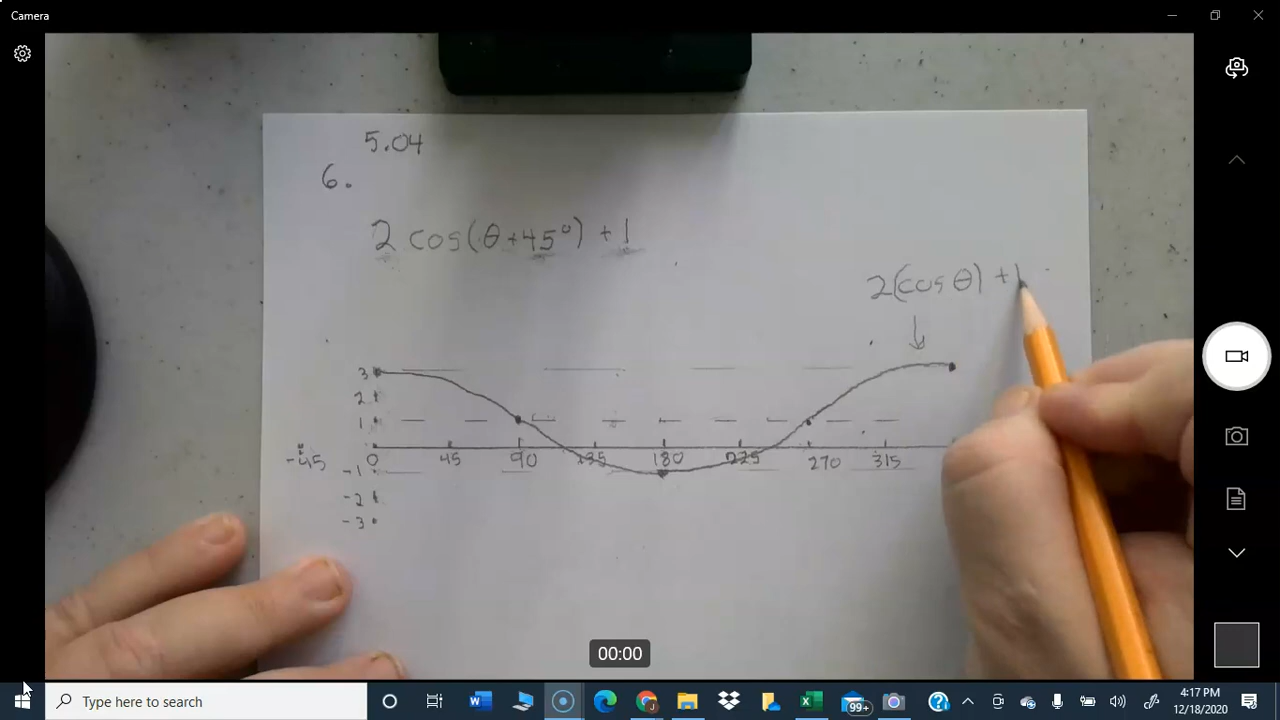 Camera
5.04
6.
2 cos(θ+45°) +1
2(cosθ) +1
3
2
1
-45 0 45 90 135 180 225 270 315
-1
-2
-3
00:00
Type here to search
99+
4:17 PM
12/18/2020